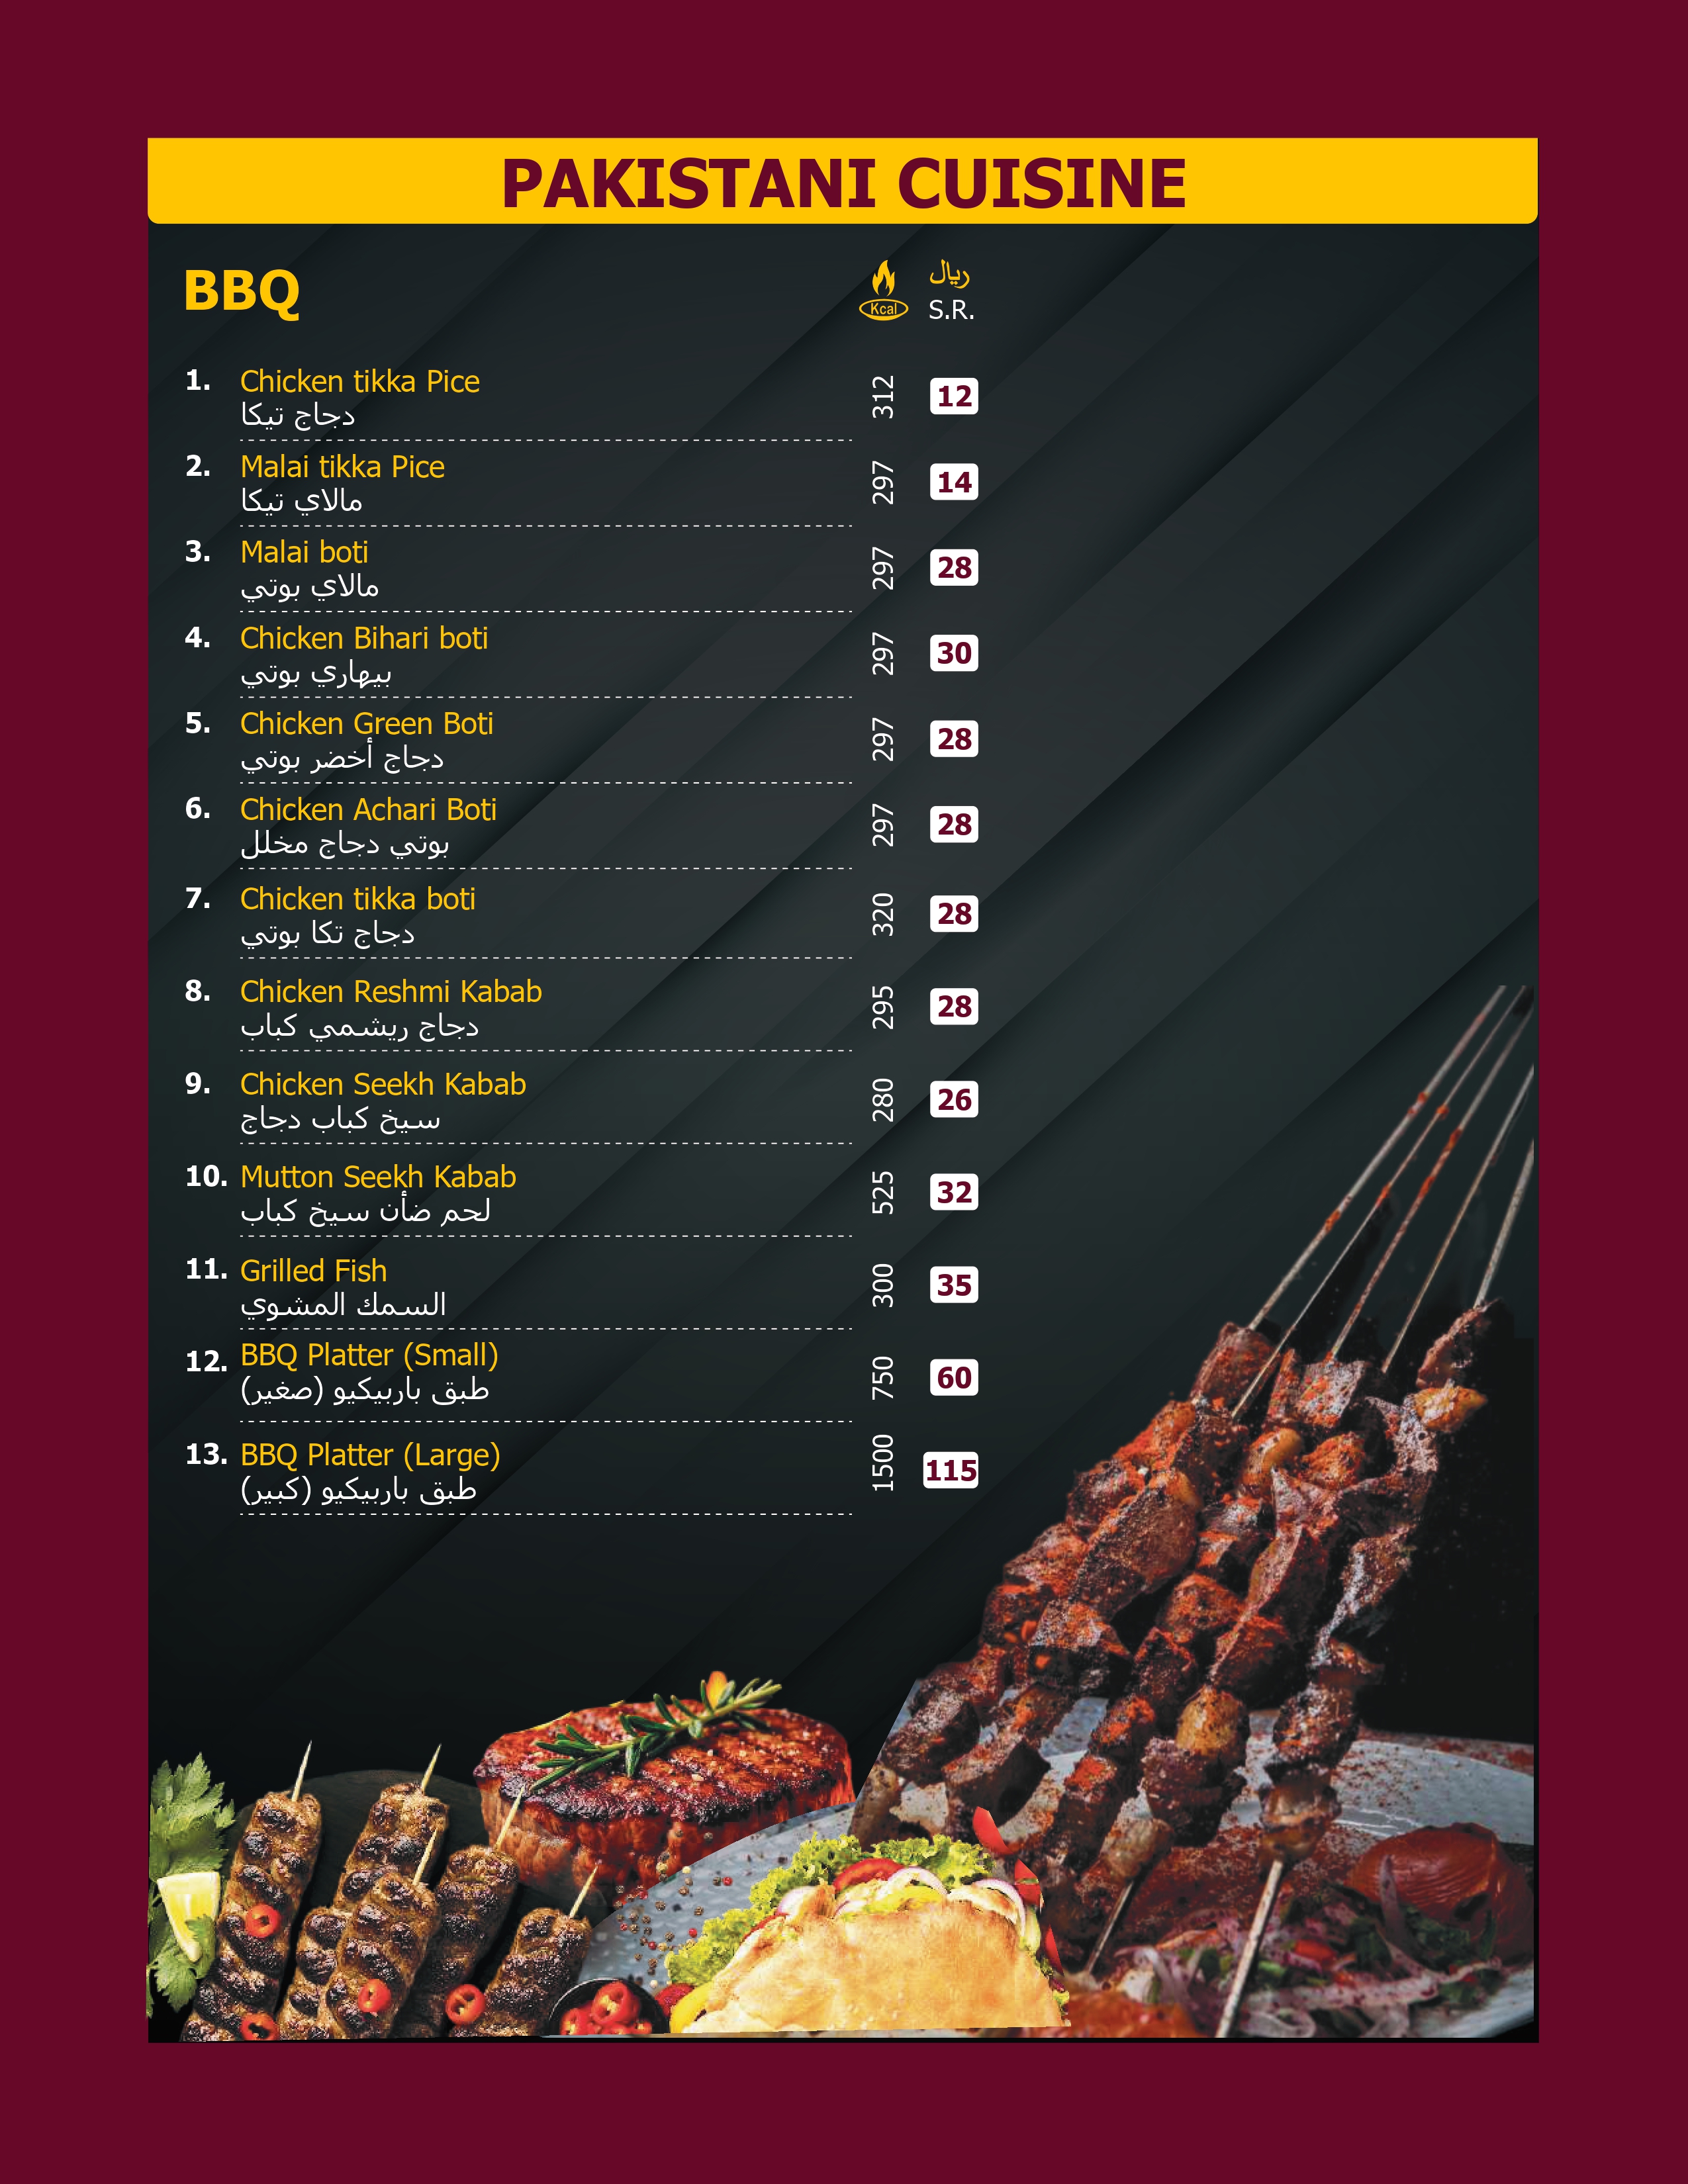 PAKISTANI CUISINE
BBQ
Kcal
ريال
S.R.
1. Chicken tikka Pice 312 12
دجاج تيكا
2. Malai tikka Pice 297 14
مالاي تيكا
3. Malai boti 297 28
مالاي بوتي
4. Chicken Bihari boti 297 30
بيهاري بوتي
5. Chicken Green Boti 297 28
دجاج أخضر بوتي
6. Chicken Achari Boti 297 28
بوتي دجاج مخلل
7. Chicken tikka boti 320 28
دجاج تكا بوتي
8. Chicken Reshmi Kabab 295 28
دجاج ريشمي كباب
9. Chicken Seekh Kabab 280 26
سيخ كباب دجاج
10. Mutton Seekh Kabab 525 32
لحم ضأن سيخ كباب
11. Grilled Fish 300 35
السمك المشوي
12. BBQ Platter (Small) 750 60
طبق باربيكيو (صغير)
13. BBQ Platter (Large) 1500 115
طبق باربيكيو (كبير)